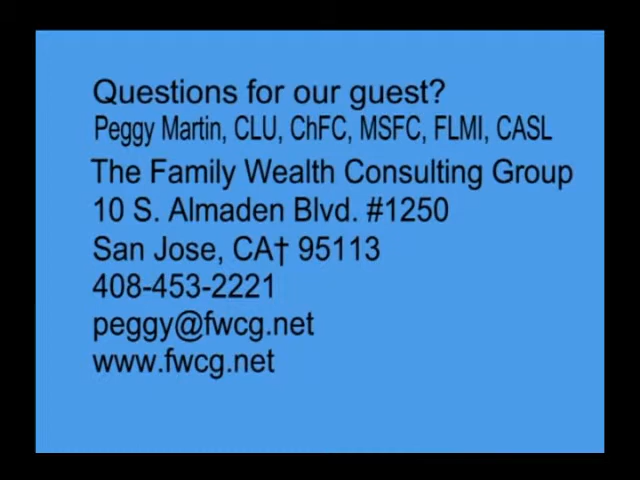 Questions for our guest?
Peggy Martin, CLU, ChFC, MSFC, FLMI, CASL
The Family Wealth Consulting Group
10 S. Almaden Blvd. #1250
San Jose, CA† 95113
408-453-2221
peggy@fwcg.net
www.fwcg.net